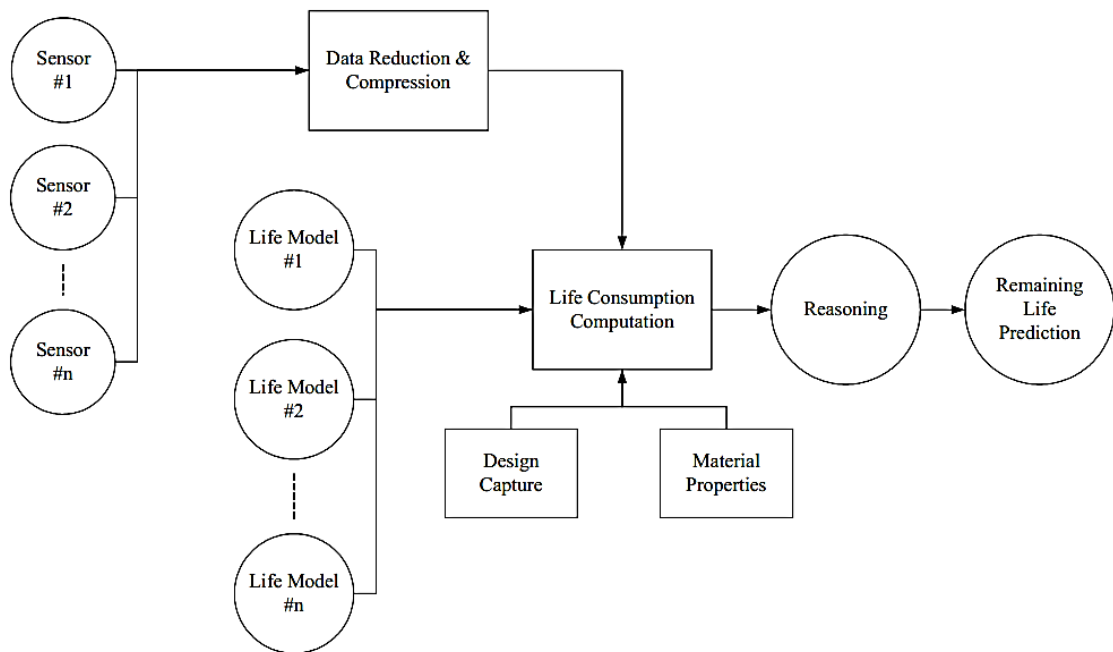 Sensor
#1
Data Reduction &
Compression
Sensor
#2
Sensor
#n
Life Model
#1
Life Model
#2
Life Model
#n
Life Consumption
Computation
Design
Capture
Material
Properties
Reasoning
Remaining
Life
Prediction